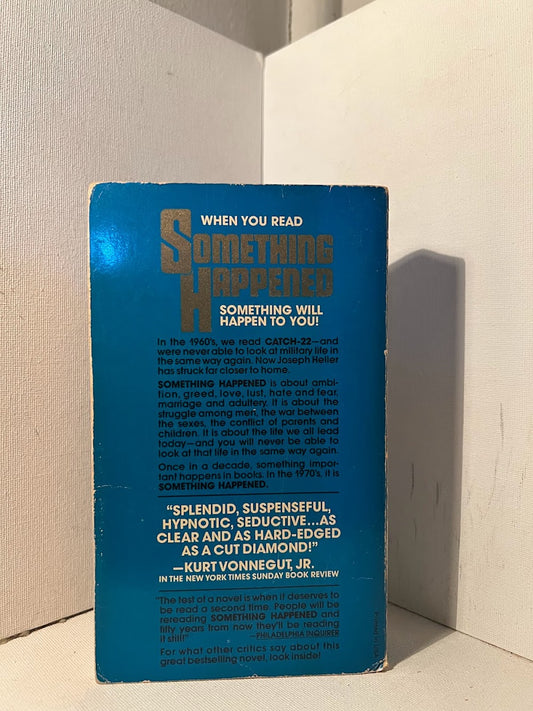 WHEN YOU READ
SOMETHING
HAPPENED
SOMETHING WILL
HAPPEN TO YOU!
In the 1960's, we read CATCH-22—and
were never able to look at military life in
the same way again. Now Joseph Heller
has struck far closer to home.
SOMETHING HAPPENED is about ambi-
tion, greed, love, lust, hate and fear,
marriage and adultery. It is about the
struggle among men, the war between
the sexes, the conflict of parents and
children. It is about the life we all lead
today—and you will never be able to
look at that life in the same way again.
Once in a decade, something impor-
tant happens in books. In the 1970's, it is
SOMETHING HAPPENED.
"SPLENDID, SUSPENSEFUL,
HYPNOTIC, SEDUCTIVE...AS
CLEAR AND AS HARD-EDGED
AS A CUT DIAMOND!"
—KURT VONNEGUT, JR.
IN THE NEW YORK TIMES SUNDAY BOOK REVIEW
"The test of a novel is when it deserves to
be read a second time. People will be
rereading SOMETHING HAPPENED and
fifty years from now they'll be reading
it still!" —PHILADELPHIA INQUIRER
For what other critics say about this
great bestselling novel, look inside!
Printed in U.S.A.